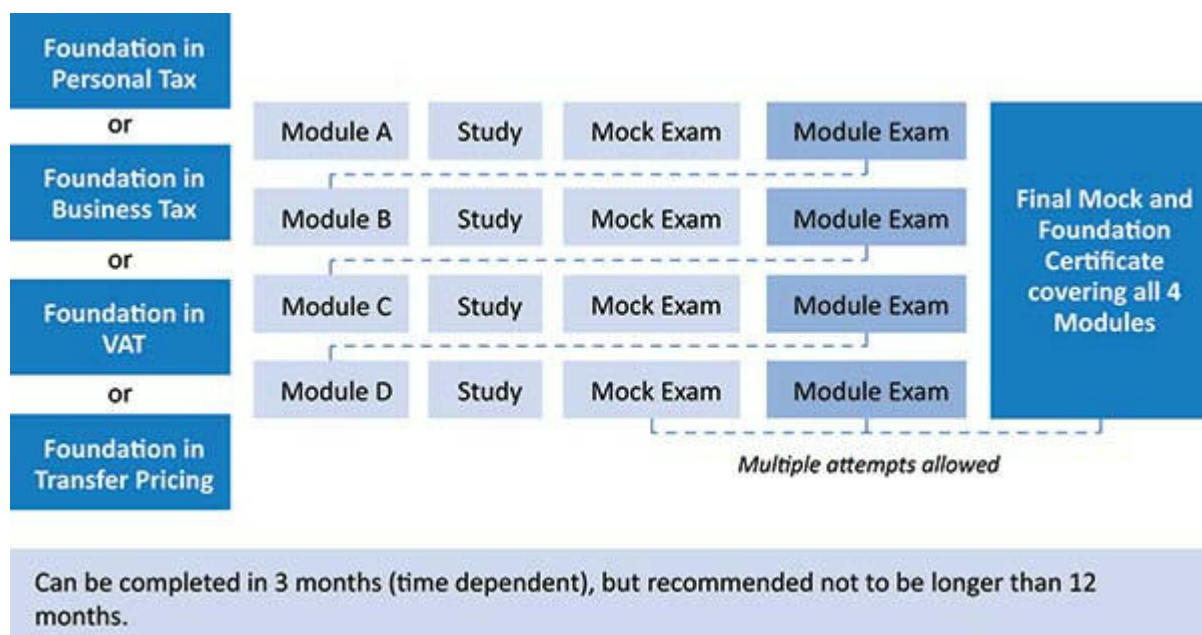 Foundation in
Personal Tax
or
Foundation in
Business Tax
or
Foundation in
VAT
or
Foundation in
Transfer Pricing
Module A Study Mock Exam Module Exam
Module B Study Mock Exam Module Exam
Module C Study Mock Exam Module Exam
Module D Study Mock Exam Module Exam
Final Mock and
Foundation
Certificate
covering all 4
Modules
Multiple attempts allowed
Can be completed in 3 months (time dependent), but recommended not to be longer than 12
months.